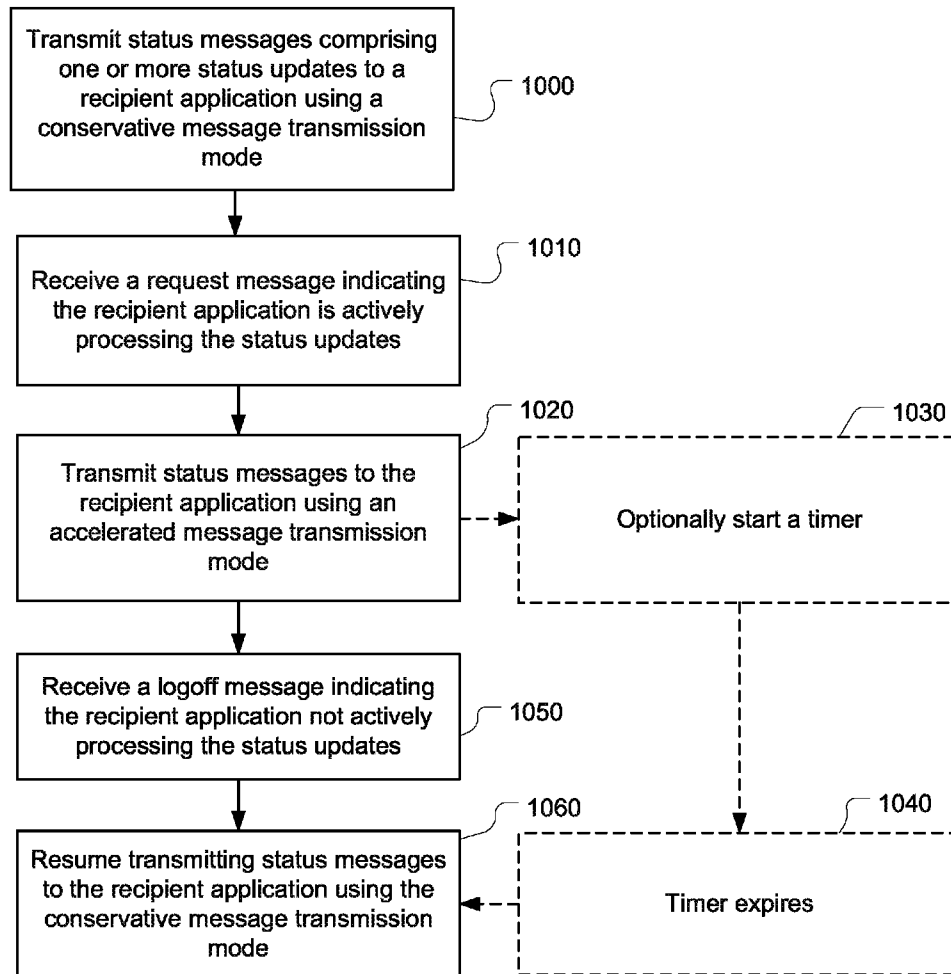 Transmit status messages comprising
one or more status updates to a
recipient application using a
conservative message transmission
mode
1000
Receive a request message indicating
the recipient application is actively
processing the status updates
1010
Transmit status messages to the
recipient application using an
accelerated message transmission
mode
1020
Optionally start a timer
1030
Receive a logoff message indicating
the recipient application not actively
processing the status updates
1050
Resume transmitting status messages
to the recipient application using the
conservative message transmission
mode
1060
Timer expires
1040